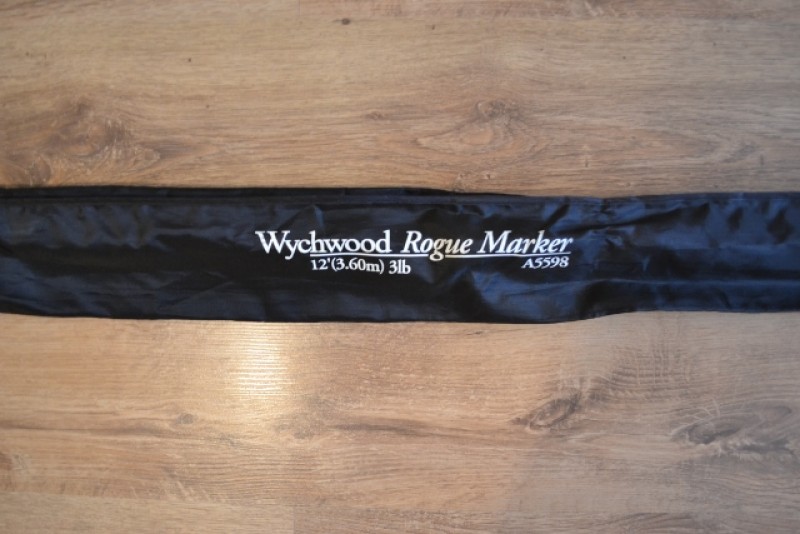 Wychwood Rogue Marker
12'(3.60m) 3lb A5598